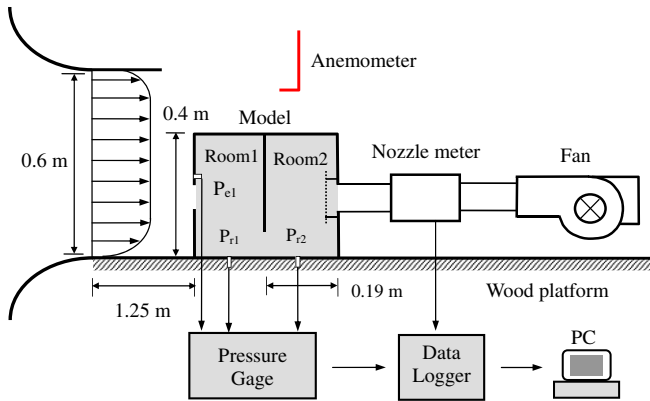 Anemometer
0.4 m
Model
0.6 m
Room1
Room2
Nozzle meter
Fan
Pe1
Pr1
Pr2
1.25 m
0.19 m
Wood platform
Pressure
Gage
Data
Logger
PC